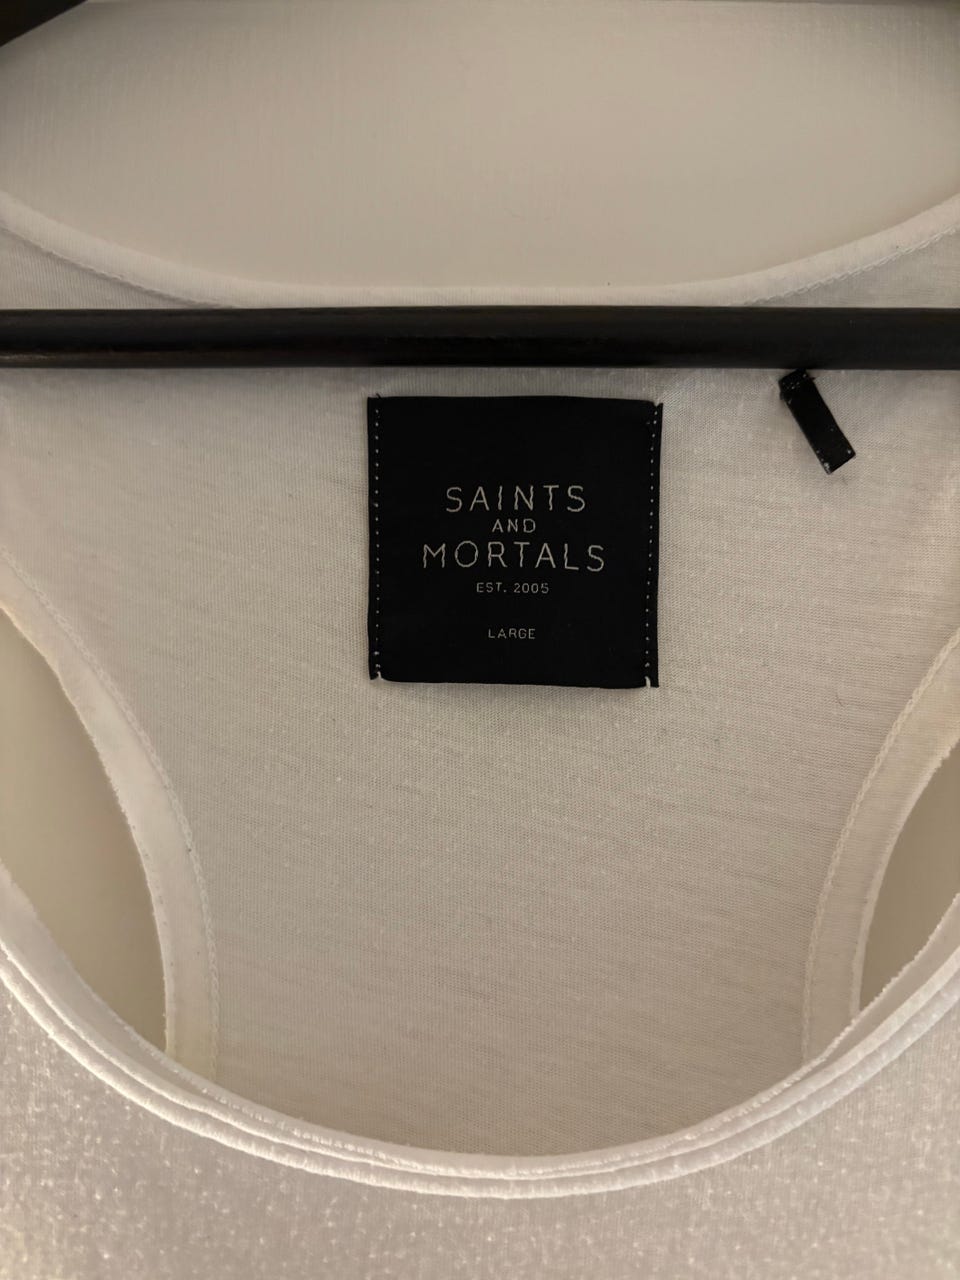 SAINTS
AND
MORTALS
EST. 2005
LARGE